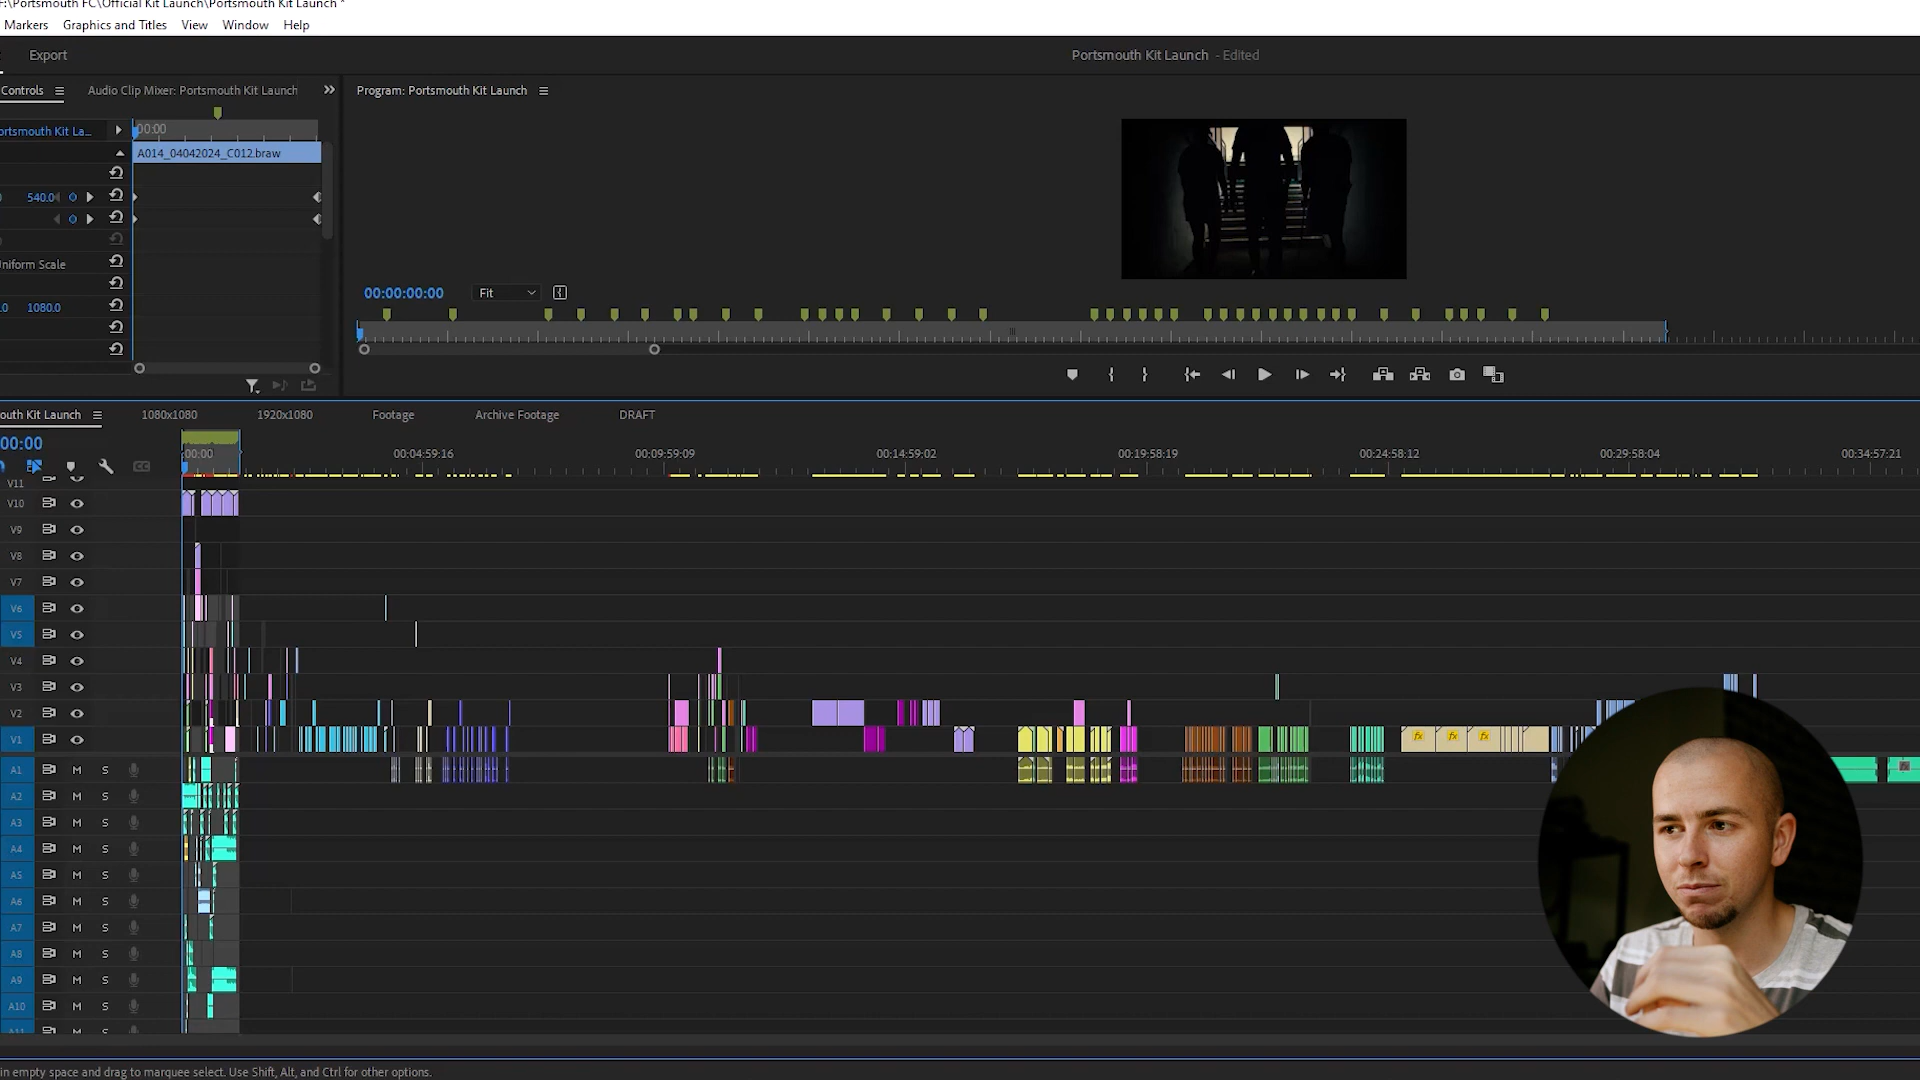 F:\Portsmouth FC\Official Kit Launch\Portsmouth Kit Launch *
Markers Graphics and Titles View Window Help
Export Portsmouth Kit Launch - Edited
Controls Audio Clip Mixer: Portsmouth Kit Launch Program: Portsmouth Kit Launch
ortsmouth Kit La... 00:00
A014_04042024_C012.braw
540.0
niform Scale
.0 1080.0
00:00:00:00 Fit
outh Kit Launch 1080x1080 1920x1080 Footage Archive Footage DRAFT
00:00
:00:00 00:04:59:16 00:09:59:09 00:14:59:02 00:19:58:19 00:24:58:12 00:29:58:04 00:34:57:21
V11
V10
V9
V8
V7
V6
V5
V4
V3
V2
V1 fx fx fx
A1 M S
A2 M S
A3 M S
A4 M S
A5 M S
A6 M S
A7 M S
A8 M S
A9 M S
A10 M S
A11 M S
in empty space and drag to marquee select. Use Shift, Alt, and Ctrl for other options.